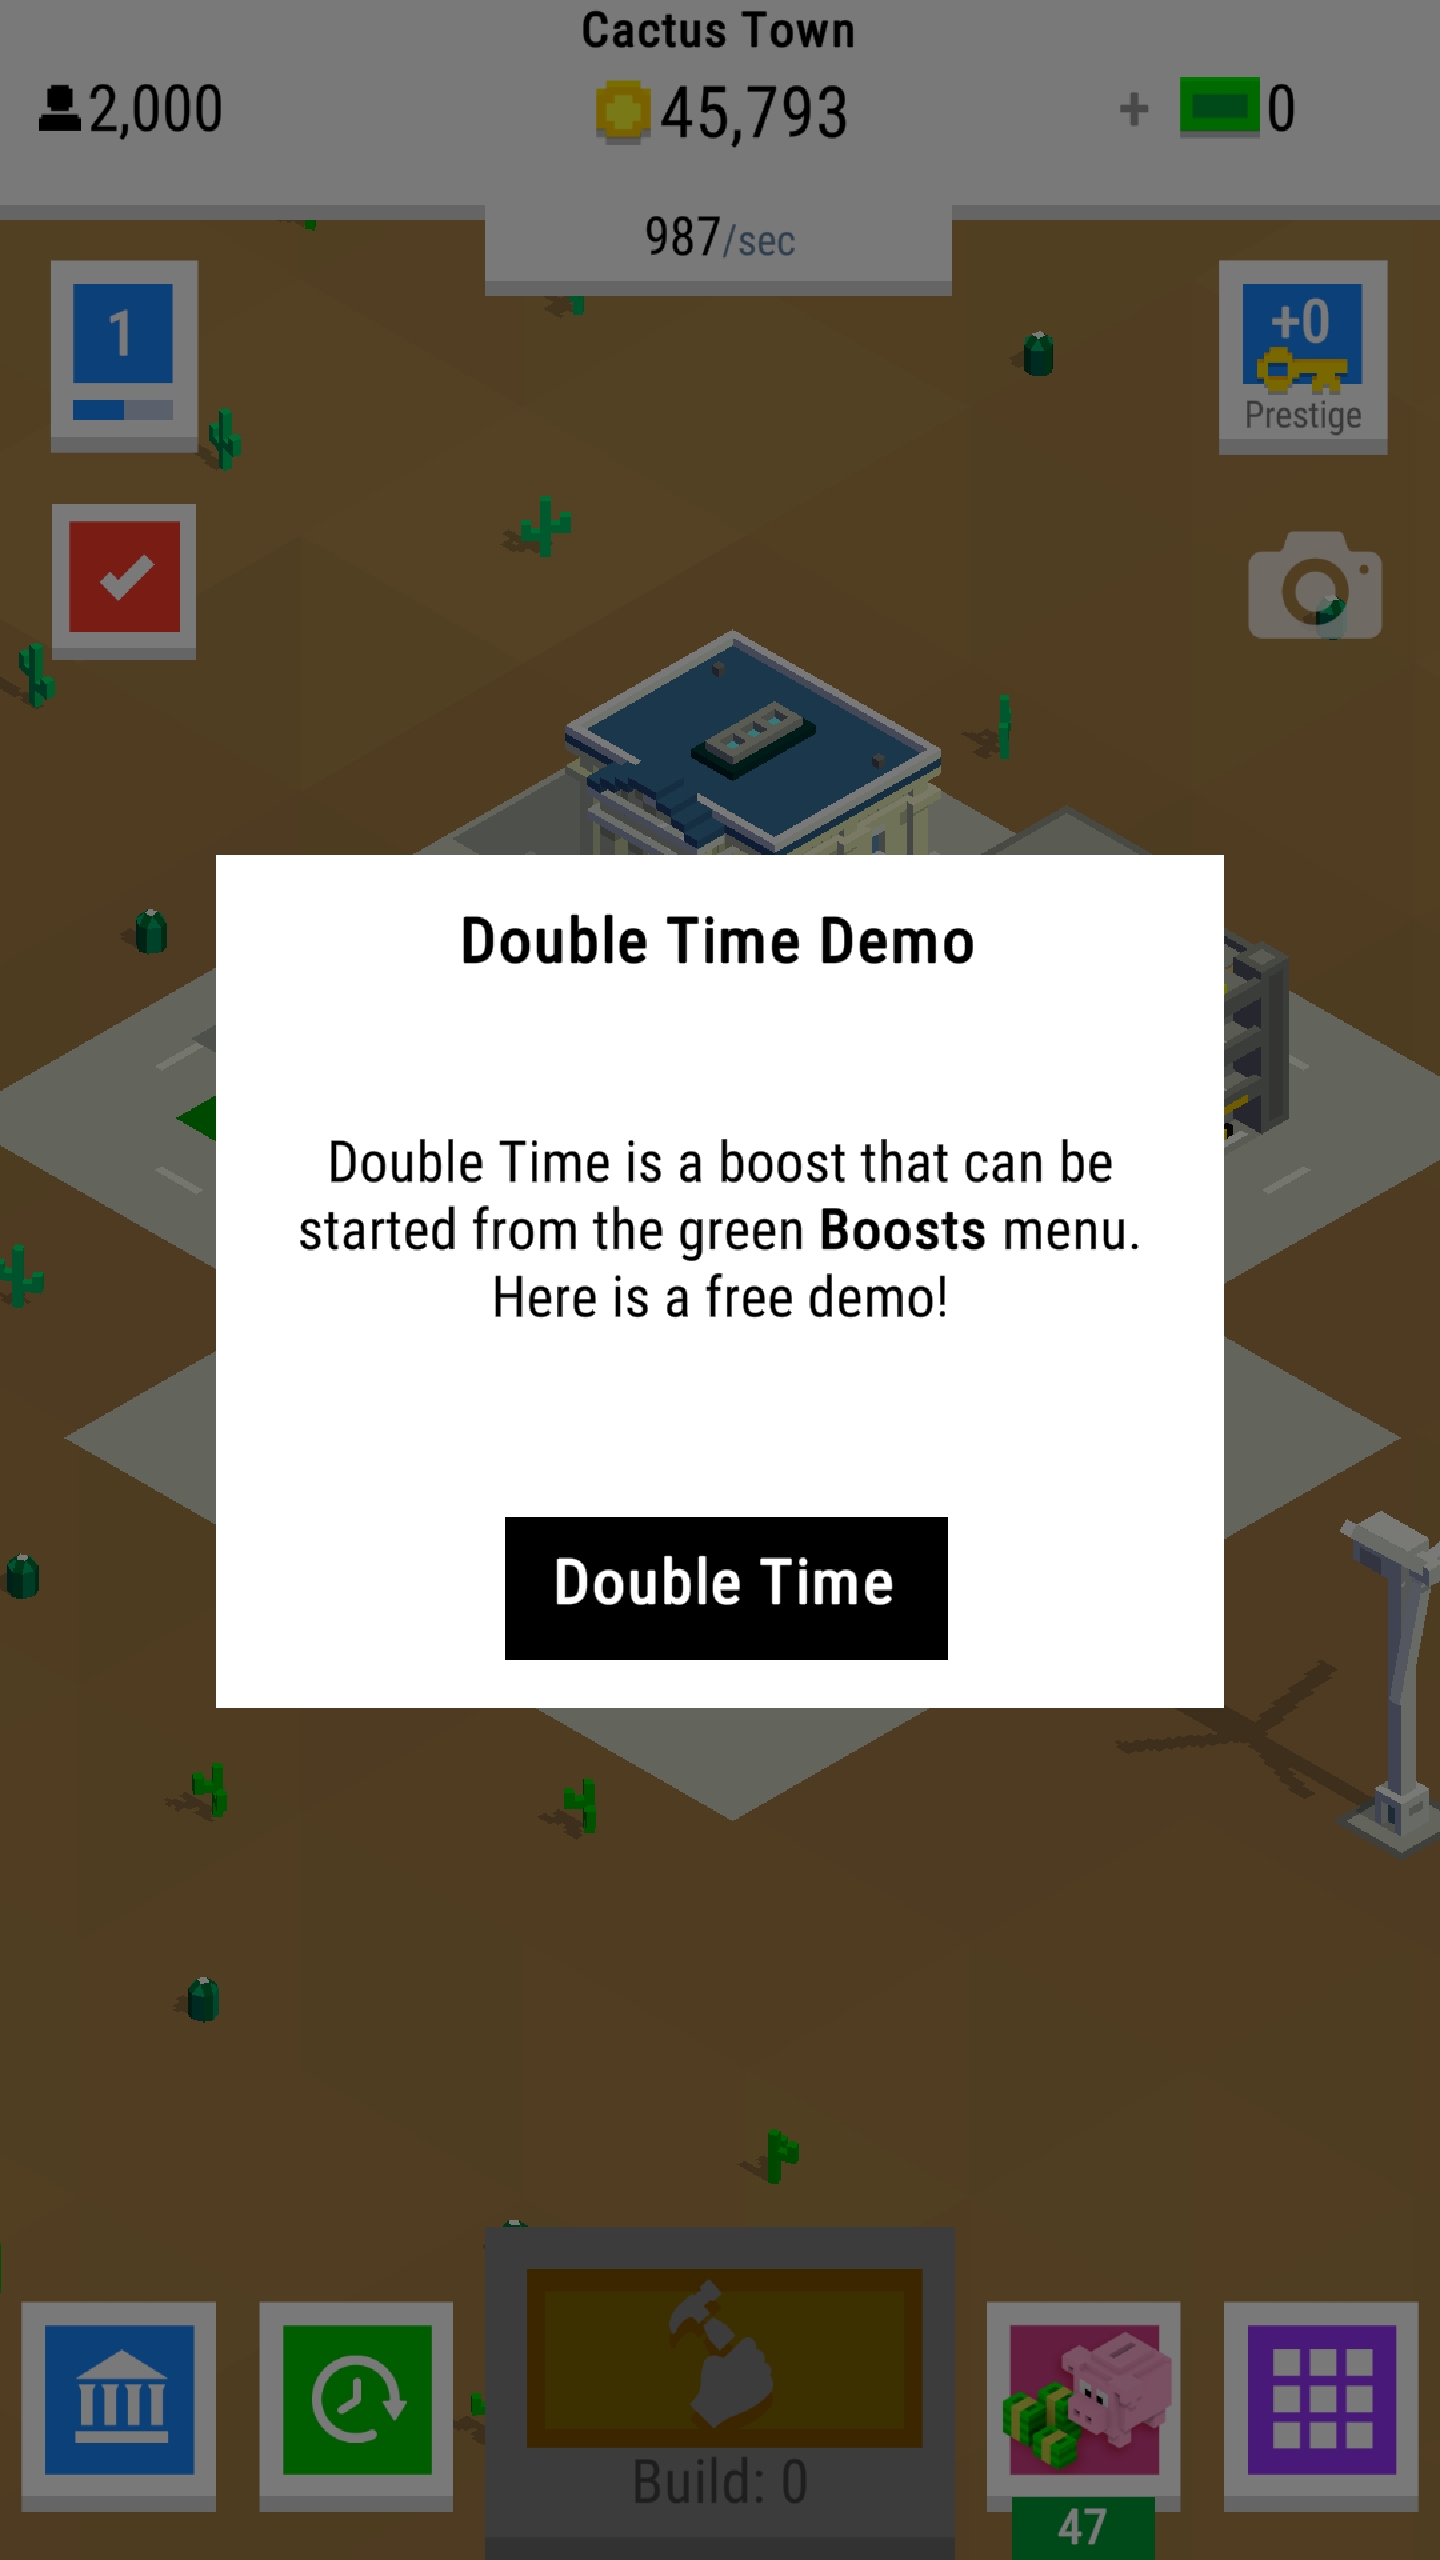 Cactus Town
2,000
45,793
+ 0
987/sec
1
+0
Prestige
Double Time Demo
Double Time is a boost that can be
started from the green Boosts menu.
Here is a free demo!
Double Time
Build: 0
47